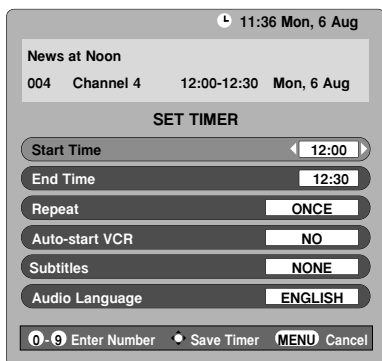 11:36 Mon, 6 Aug
News at Noon
004 Channel 4 12:00-12:30 Mon, 6 Aug
SET TIMER
Start Time 12:00
End Time 12:30
Repeat ONCE
Auto-start VCR NO
Subtitles NONE
Audio Language ENGLISH
0-9 Enter Number Save Timer MENU Cancel